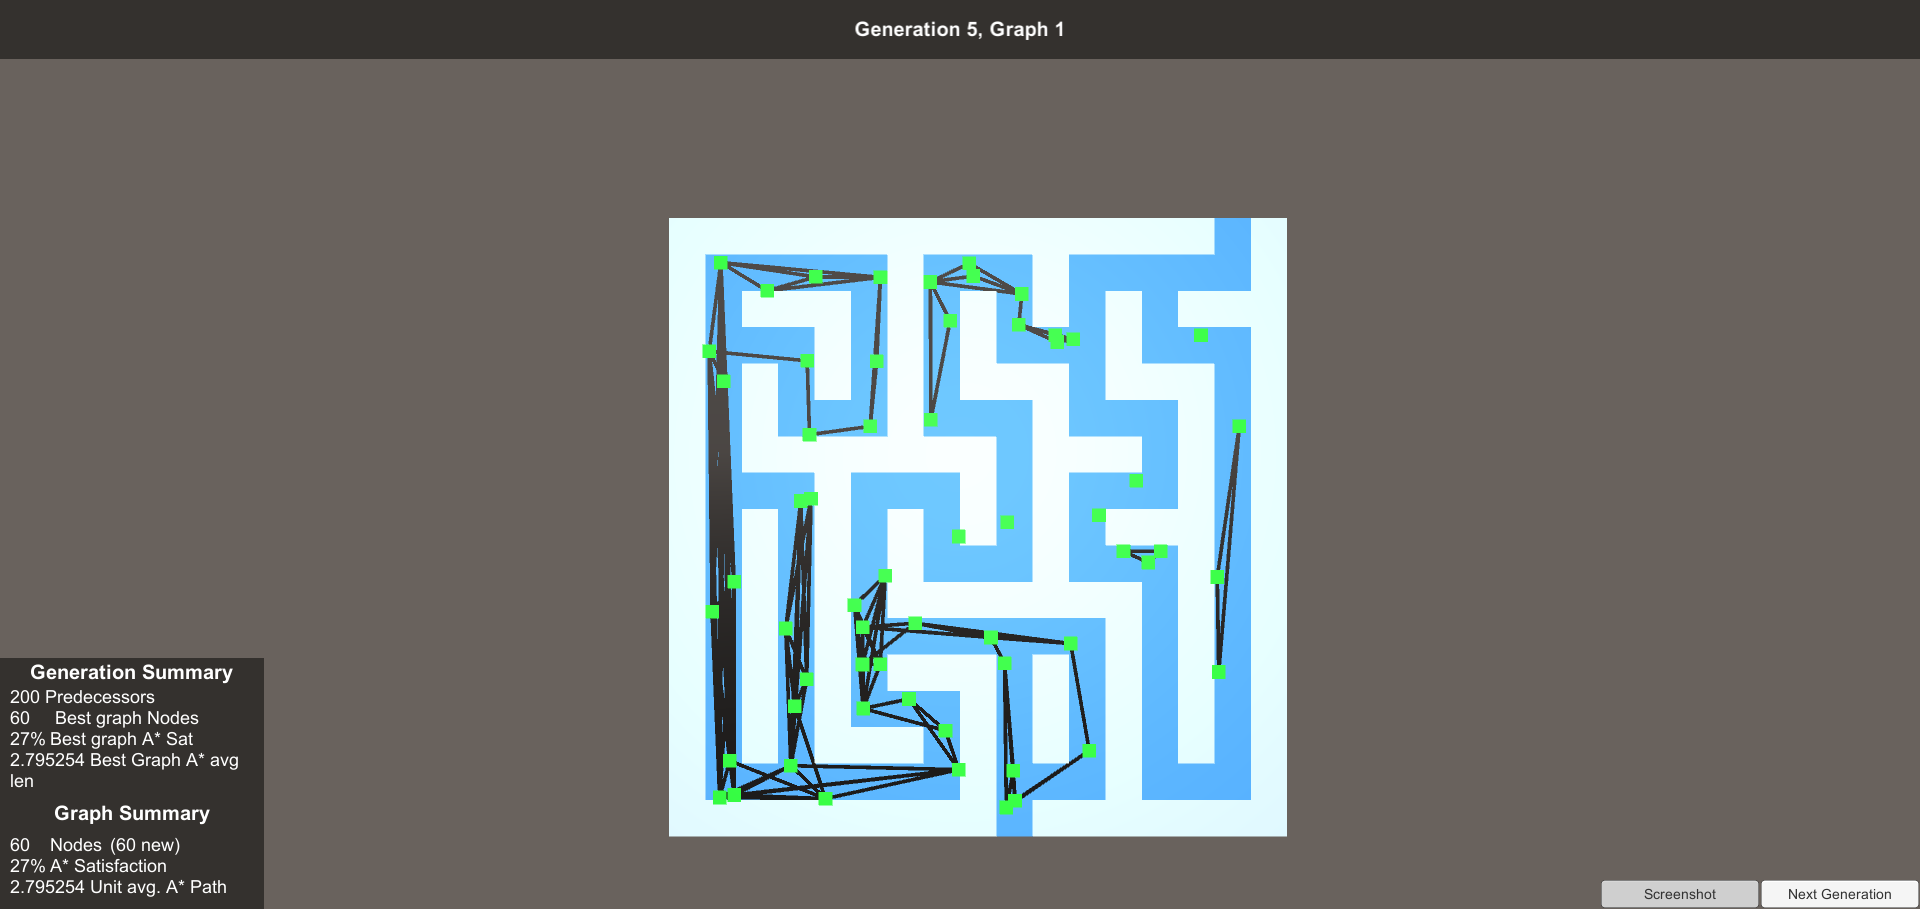 Generation 5, Graph 1
Generation Summary
200 Predecessors
60 Best graph Nodes
27% Best graph A* Sat
2.795254 Best Graph A* avg
len
Graph Summary
60 Nodes (60 new)
27% A* Satisfaction
2.795254 Unit avg. A* Path
Screenshot
Next Generation